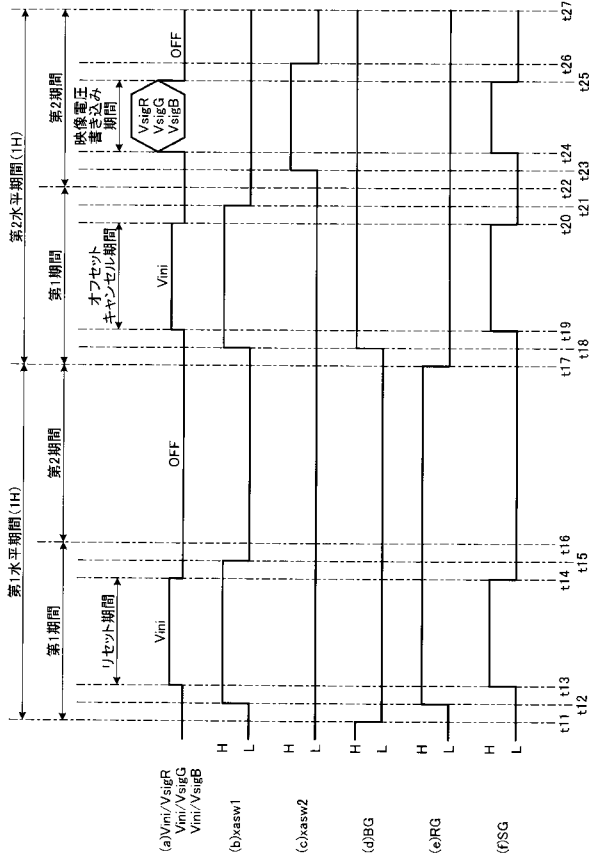 第1水平期間(1H)
第2水平期間(1H)
第1期間
第2期間
第1期間
第2期間
リセット期間
オフセット
キャンセル期間
映像電圧
書き込み
期間
(a)Vini/VsigR
Vini/VsigG
Vini/VsigB
Vini
OFF
Vini
VsigR
VsigG
VsigB
OFF
(b)xasw1
H
L
(c)xasw2
H
L
(d)BG
H
L
(e)RG
H
L
(f)SG
H
L
t11
t12
t13
t14
t15
t16
t17
t18
t19
t20
t21
t22
t23
t24
t25
t26
t27